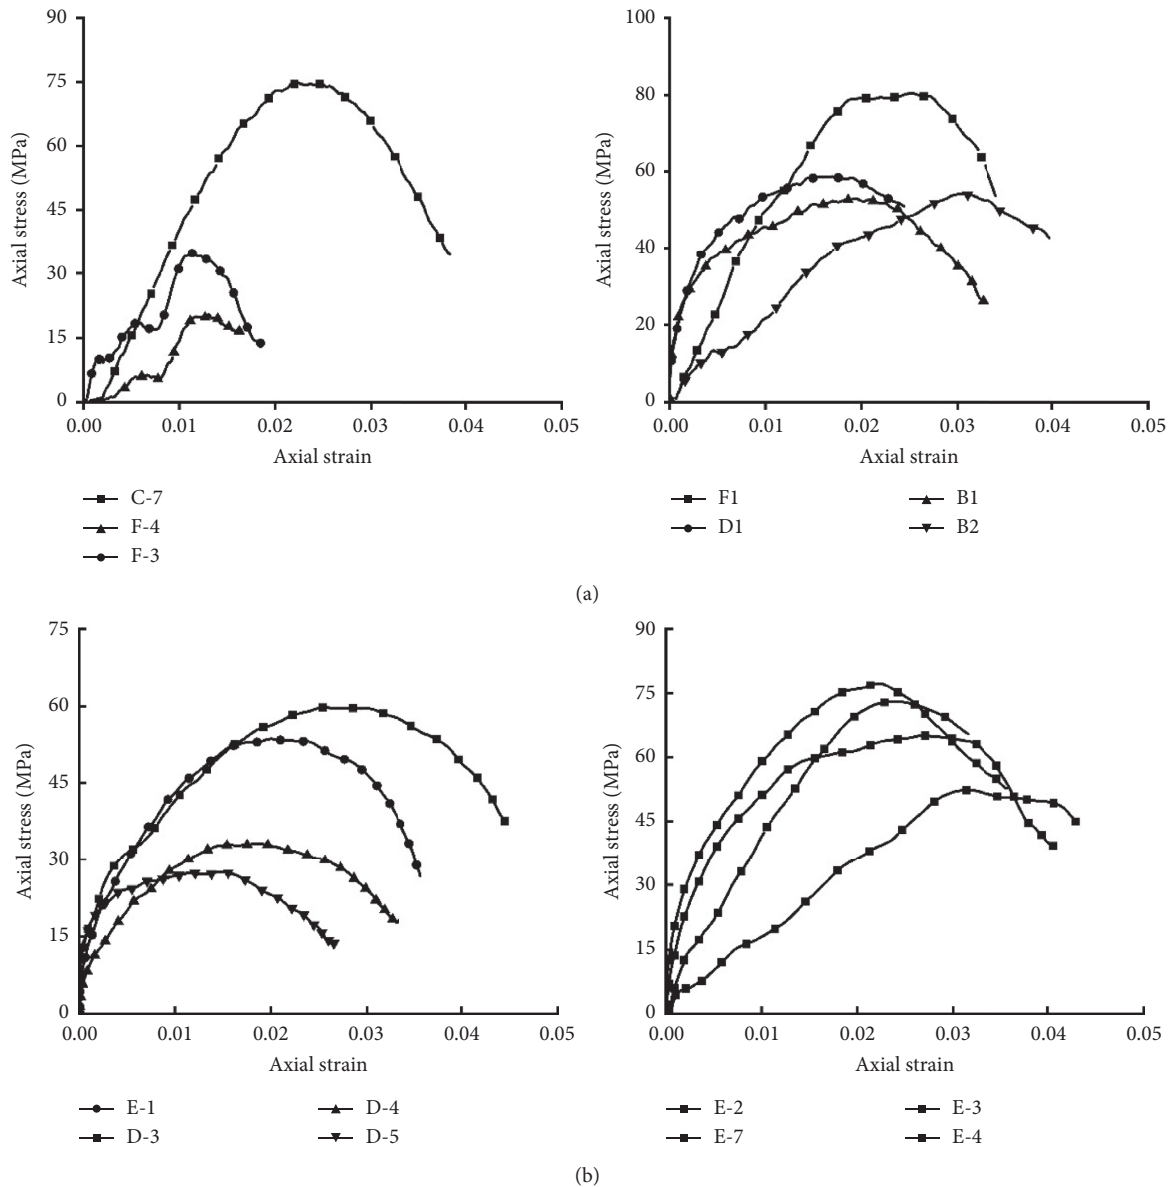 90
75
60
45
30
15
0
Axial stress (MPa)
0.00 0.01 0.02 0.03 0.04 0.05
Axial strain
C-7
F-4
F-3
100
80
60
40
20
0
Axial stress (MPa)
0.00 0.01 0.02 0.03 0.04 0.05
Axial strain
F1 B1
D1 B2
(a)
75
60
45
30
15
0
Axial stress (MPa)
0.00 0.01 0.02 0.03 0.04 0.05
Axial strain
E-1 D-4
D-3 D-5
90
75
60
45
30
15
0
Axial stress (MPa)
0.00 0.01 0.02 0.03 0.04 0.05
Axial strain
E-2 E-3
E-7 E-4
(b)